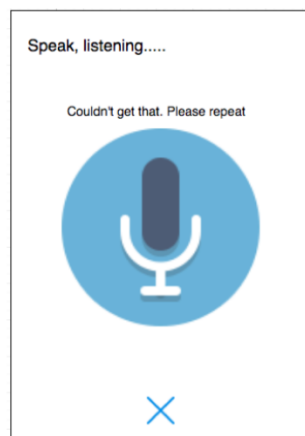 Speak, listening.....
Couldn't get that. Please repeat